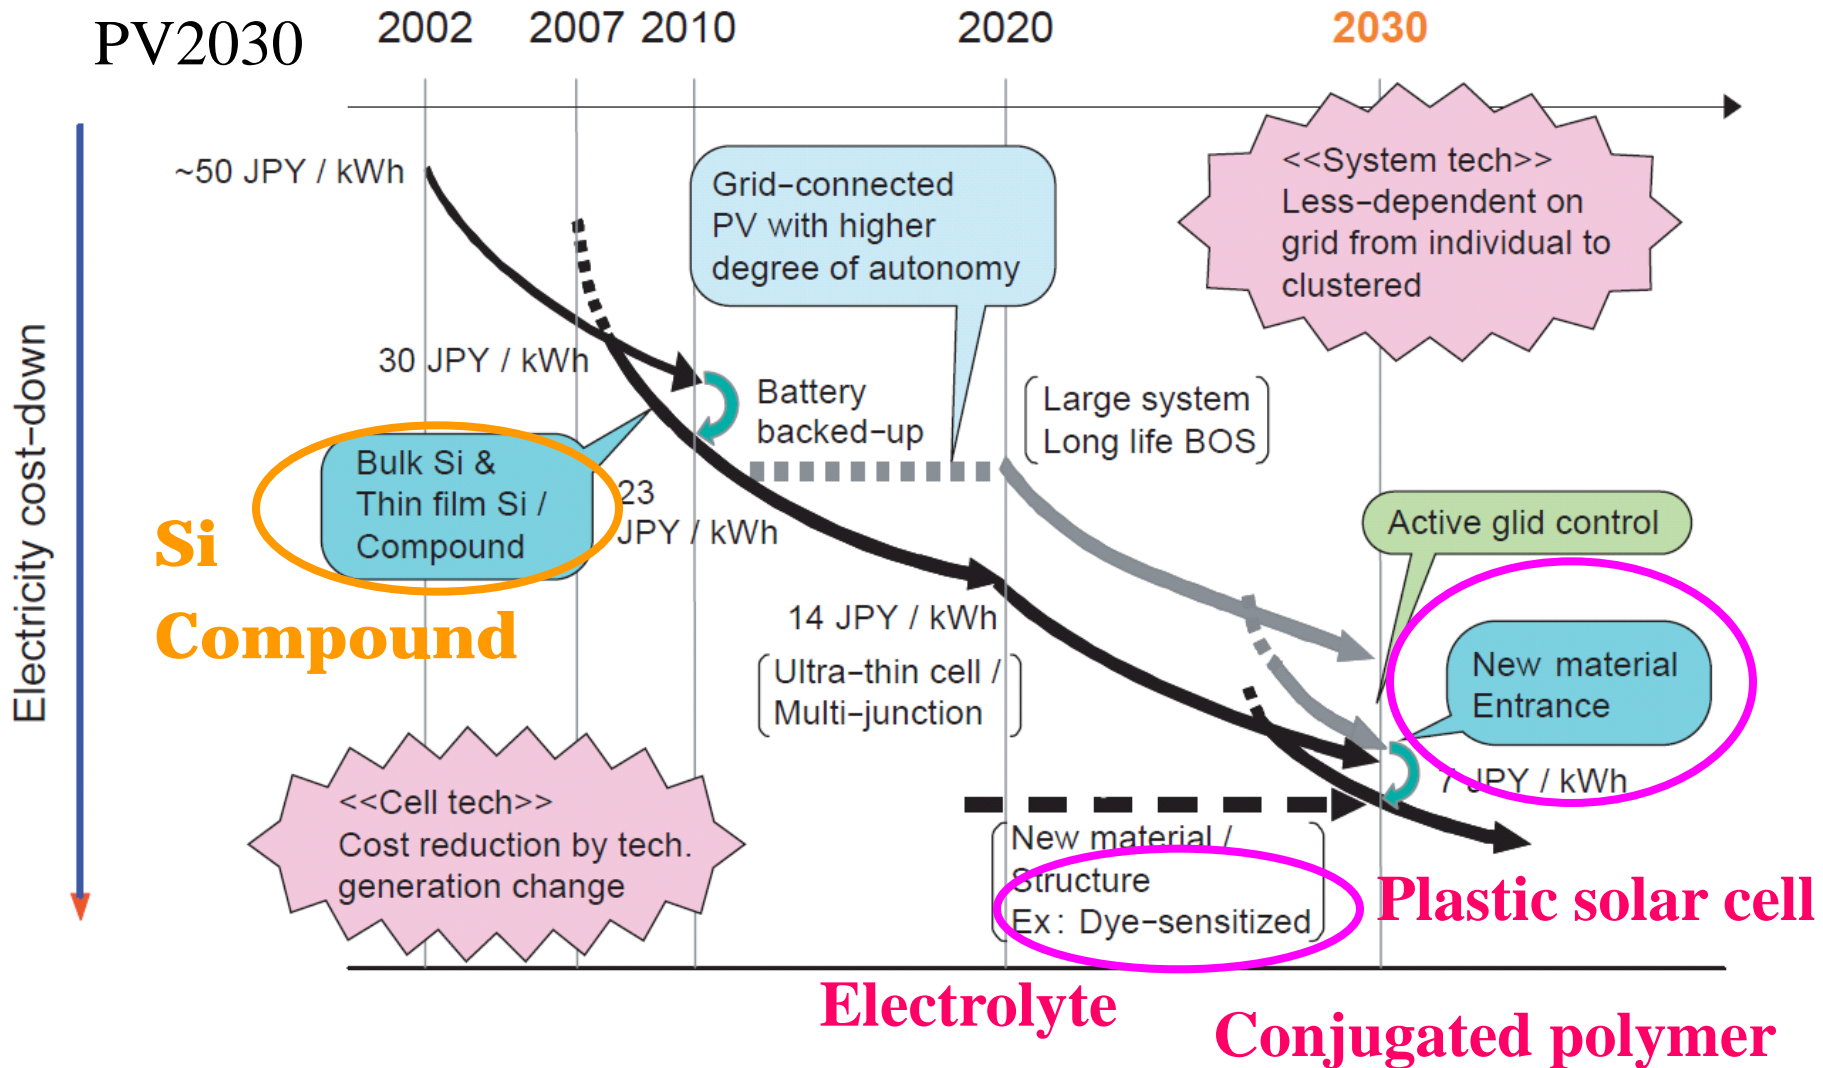 PV2030
2002
2007
2010
2020
2030
~50 JPY / kWh
Grid-connected
PV with higher
degree of autonomy
<<System tech>>
Less-dependent on
grid from individual to
clustered
Electricity cost-down
30 JPY / kWh
Battery
backed-up
Large system
Long life BOS
Bulk Si &
Thin film Si /
Compound
Si
Compound
23
JPY / kWh
Active glid control
14 JPY / kWh
Ultra-thin cell /
Multi-junction
New material
Entrance
7 JPY / kWh
<<Cell tech>>
Cost reduction by tech.
generation change
New material /
Structure
Ex: Dye-sensitized
Plastic solar cell
Electrolyte
Conjugated polymer